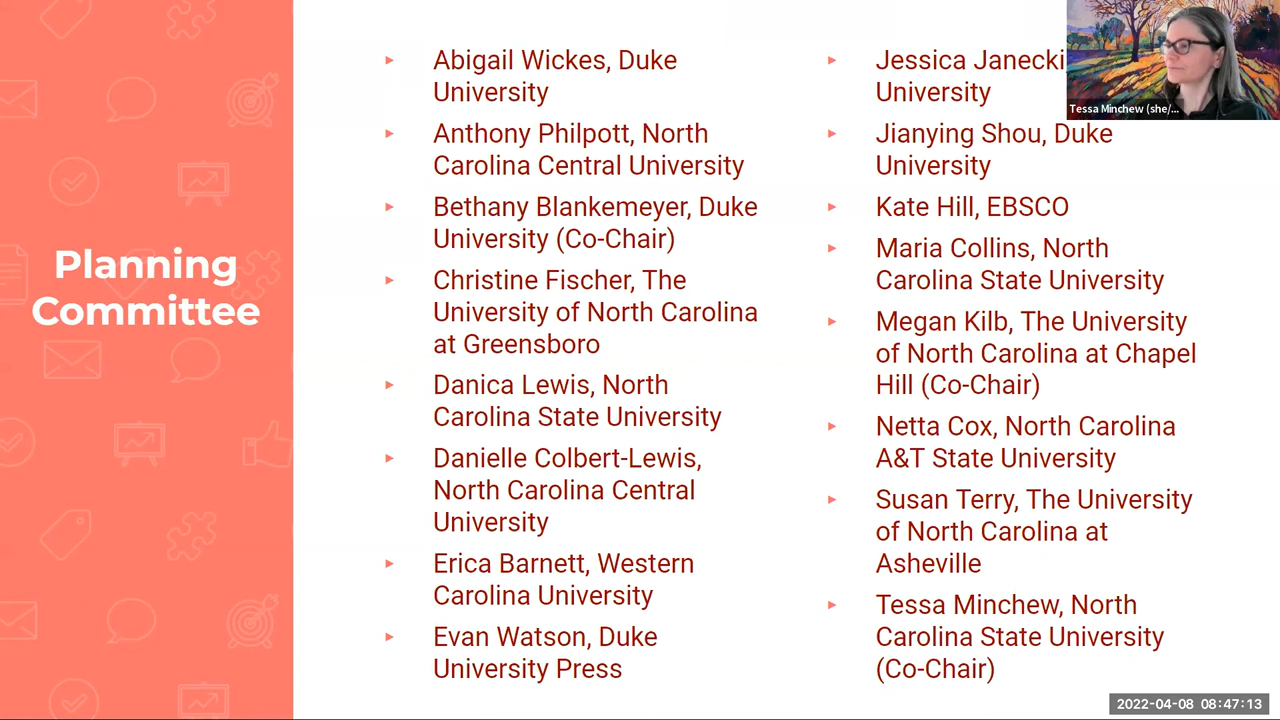 Planning
Committee
Abigail Wickes, Duke
University
Anthony Philpott, North
Carolina Central University
Bethany Blankemeyer, Duke
University (Co-Chair)
Christine Fischer, The
University of North Carolina
at Greensboro
Danica Lewis, North
Carolina State University
Danielle Colbert-Lewis,
North Carolina Central
University
Erica Barnett, Western
Carolina University
Evan Watson, Duke
University Press
Jessica Janecki
University
Jianying Shou, Duke
University
Kate Hill, EBSCO
Maria Collins, North
Carolina State University
Megan Kilb, The University
of North Carolina at Chapel
Hill (Co-Chair)
Netta Cox, North Carolina
A&T State University
Susan Terry, The University
of North Carolina at
Asheville
Tessa Minchew, North
Carolina State University
(Co-Chair)
Tessa Minchew (she/...
2022-04-08 08:47:13